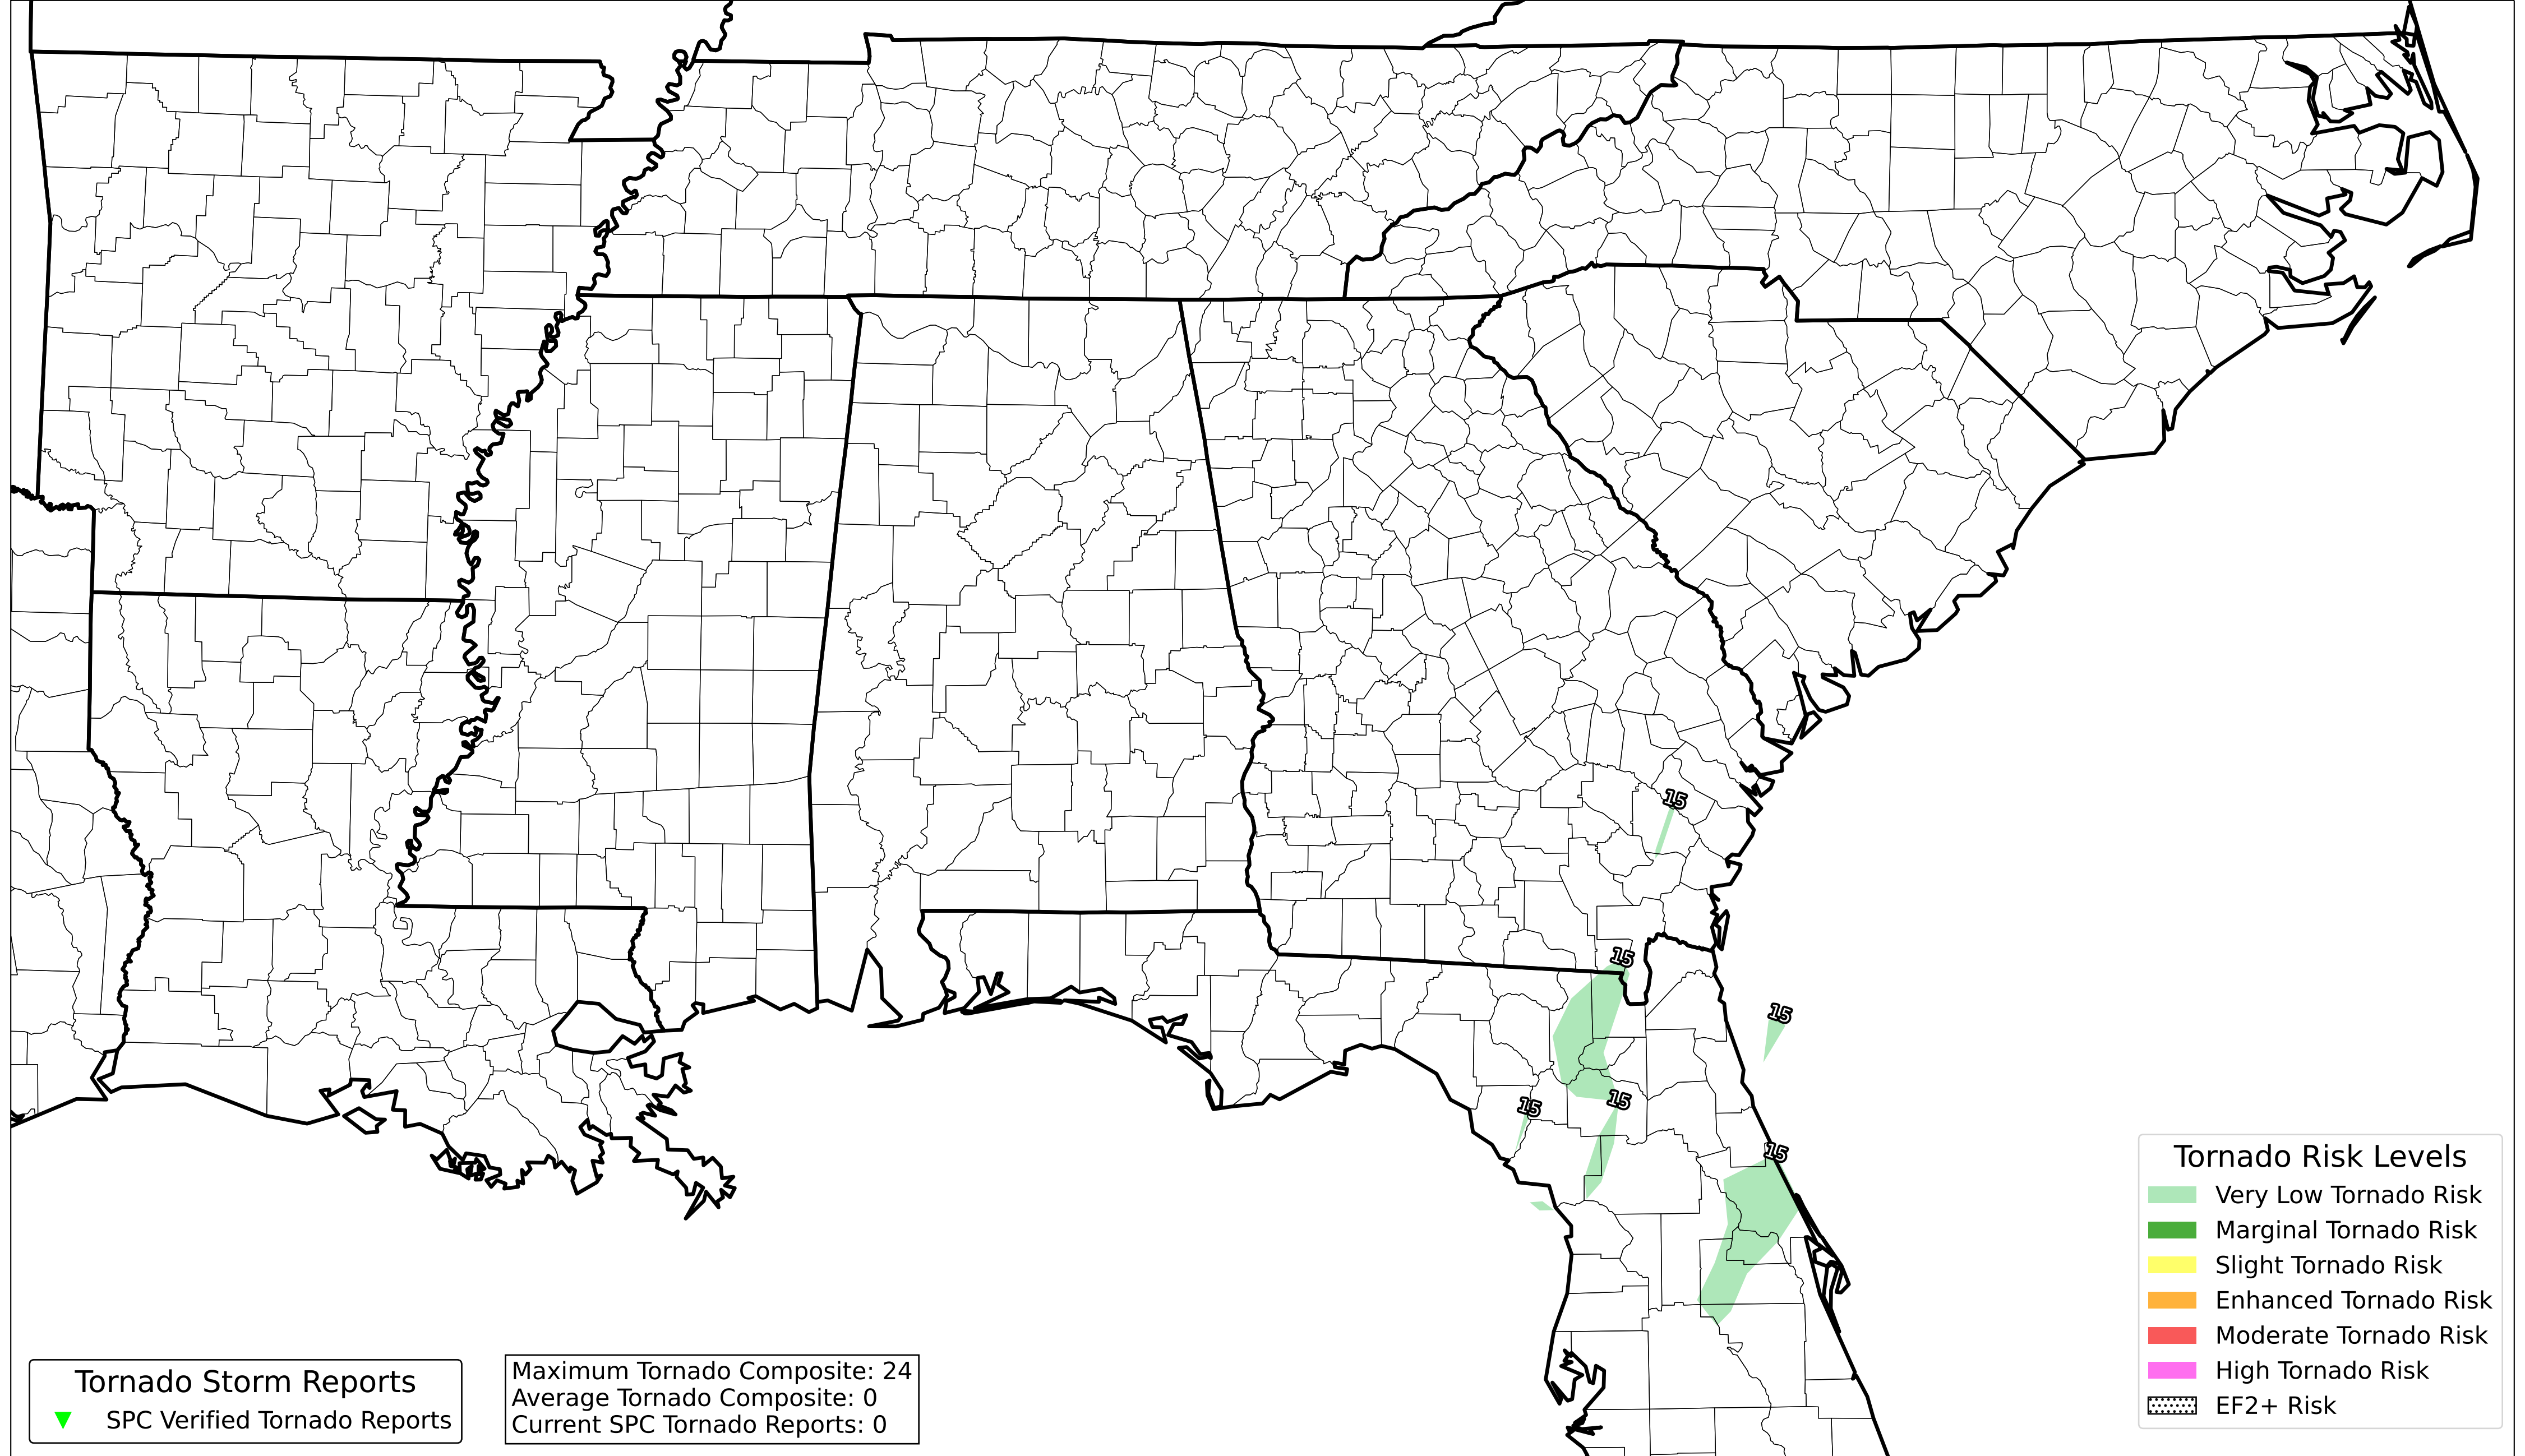 15
15
15
15
15
15
Tornado Risk Levels
Very Low Tornado Risk
Marginal Tornado Risk
Slight Tornado Risk
Enhanced Tornado Risk
Moderate Tornado Risk
High Tornado Risk
EF2+ Risk
Tornado Storm Reports
SPC Verified Tornado Reports
Maximum Tornado Composite: 24
Average Tornado Composite: 0
Current SPC Tornado Reports: 0